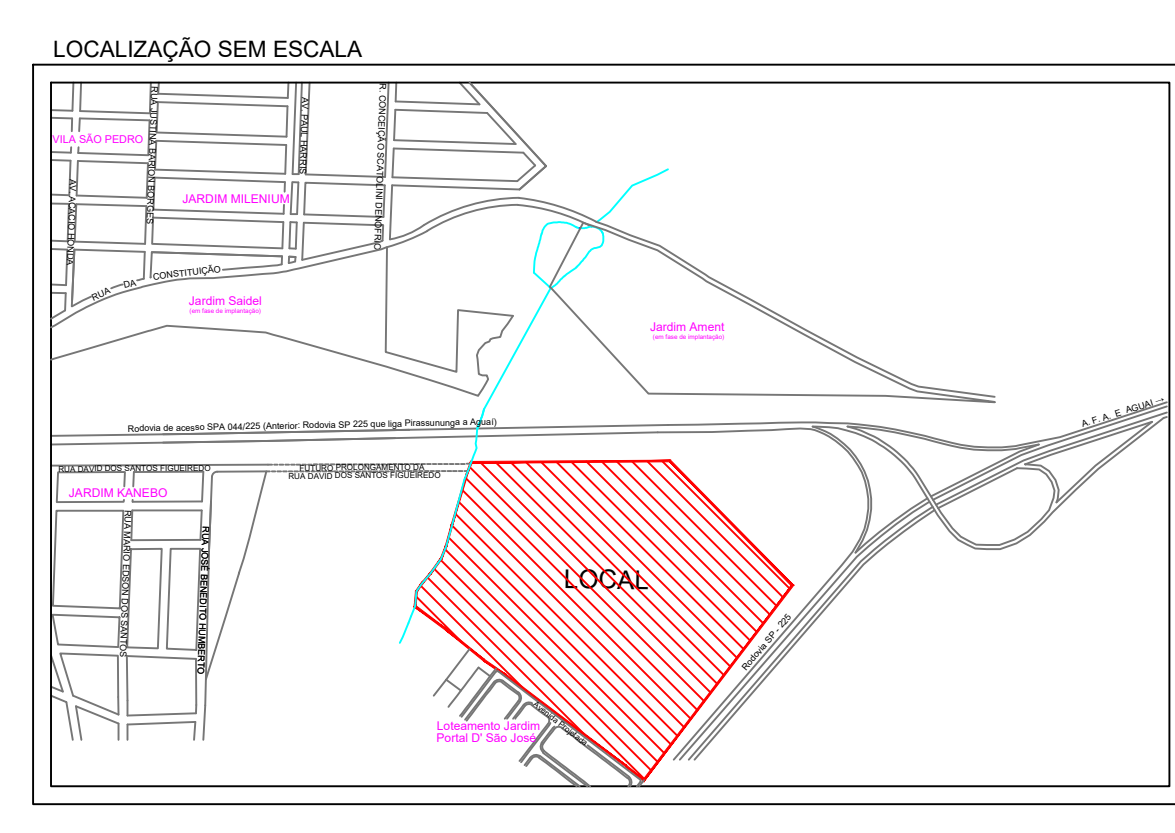 LOCALIZAÇÃO SEM ESCALA
VILA SÃO PEDRO
AV. ACÁCIO HONDA
RUA JUSTINA BARION BORGES
JARDIM MILENIUM
AV. PAUL HARRIS
R. CONCEIÇÃO SCATOLINI DENÓFRIO
RUA DA CONSTITUIÇÃO
Jardim Saidel
(em fase de implantação)
Jardim Ament
(em fase de implantação)
Rodovia de acesso SPA 044/225 (Anterior: Rodovia SP 225 que liga Pirassununga a Aguaí)
A. F. A. E AGUAÍ →
RUA DAVID DOS SANTOS FIGUEIREDO
FUTURO PROLONGAMENTO DA
RUA DAVID DOS SANTOS FIGUEIREDO
JARDIM KANEBO
RUA MARIO EDSON DOS SANTOS
RUA JOSÉ BENEDITO HUMBERTO
LOCAL
Rodovia SP - 225
Avenida Projetada
Loteamento Jardim
Portal D' São José